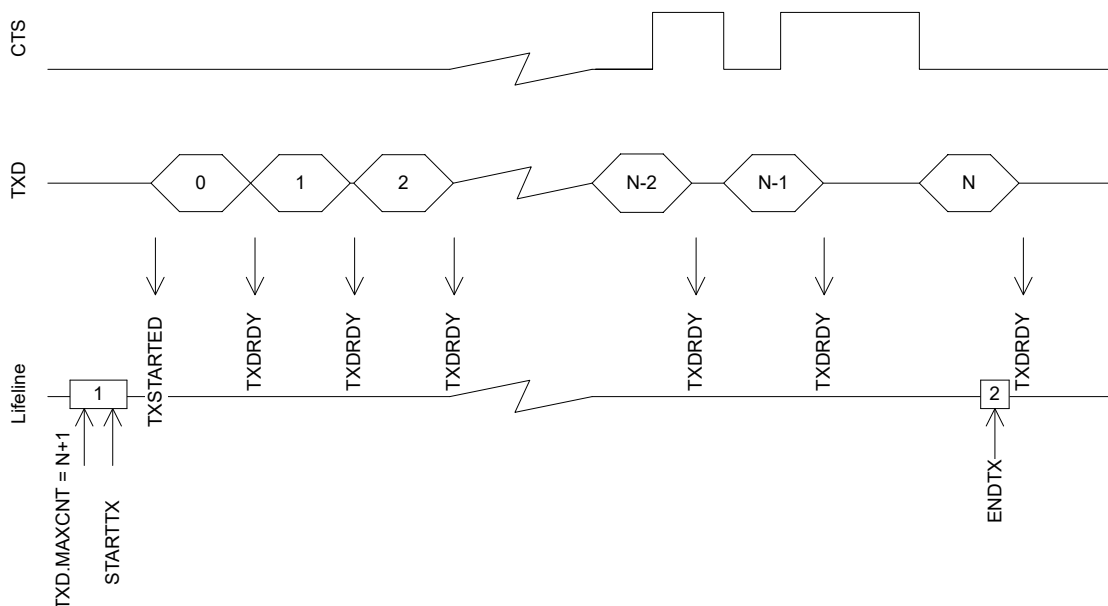 CTS
TXD
0
1
2
N-2
N-1
N
TXSTARTED
TXDRDY
TXDRDY
TXDRDY
TXDRDY
TXDRDY
TXDRDY
Lifeline
1
2
TXD.MAXCNT = N+1
STARTTX
ENDTX